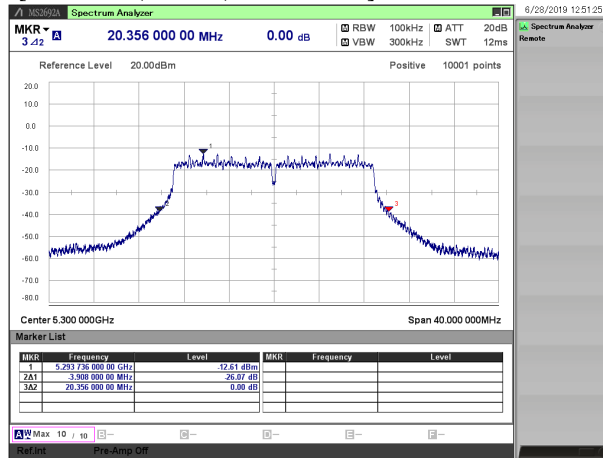 MS2692A Spectrum Analyzer
6/28/2019 12:51:25
Spectrum Analyzer
Remote
MKR A 20.356 000 00 MHz 0.00 dB M RBW 100kHz M ATT 20dB
3 Δ2 M VBW 300kHz SWT 12ms
Reference Level 20.00dBm Positive 10001 points
20.0
10.0
0.0
-10.0
-20.0
-30.0
-40.0
-50.0
-60.0
-70.0
-80.0
1
2
3
Center 5.300 000GHz Span 40.000 000MHz
Marker List
MKR Frequency Level MKR Frequency Level
1 5.293 736 000 00 GHz -12.61 dBm
2Δ1 -3.908 000 00 MHz -26.07 dB
3Δ2 20.356 000 00 MHz 0.00 dB
A W Max 10 / 10 B -- C -- D -- E -- F --
Ref.Int Pre-Amp Off